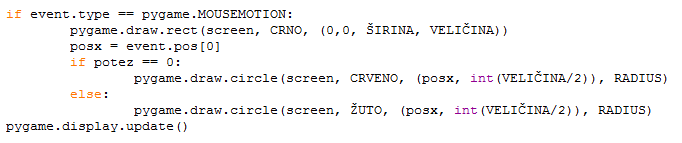 if event.type == pygame.MOUSEMOTION:
        pygame.draw.rect(screen, CRNO, (0,0, ŠIRINA, VELIČINA))
        posx = event.pos[0]
        if potez == 0:
                pygame.draw.circle(screen, CRVENO, (posx, int(VELIČINA/2)), RADIUS)
        else:
                pygame.draw.circle(screen, ŽUTO, (posx, int(VELIČINA/2)), RADIUS)
pygame.display.update()